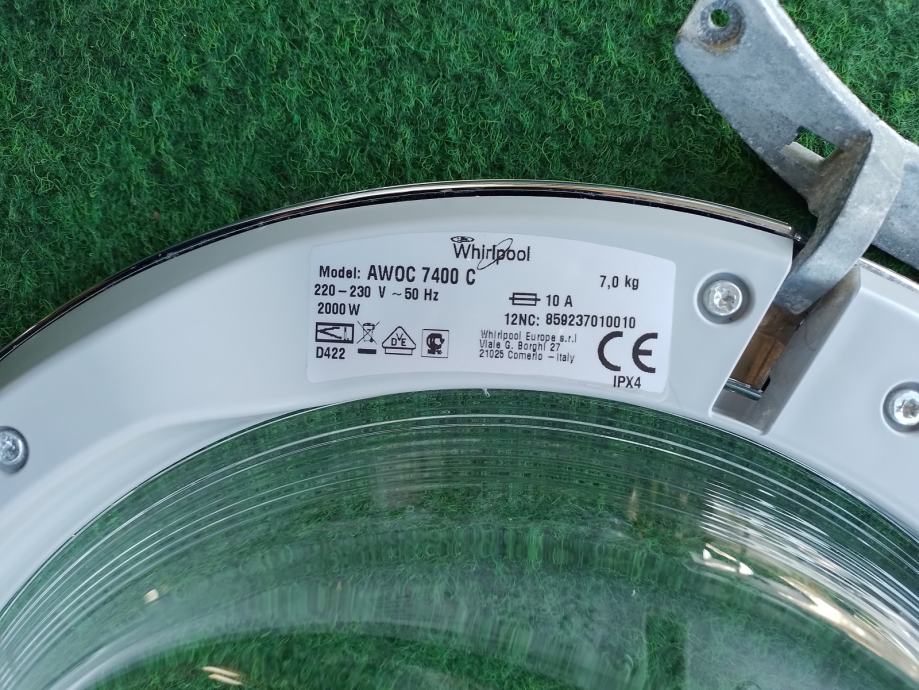 Whirlpool
Model: AWOC 7400 C
7,0 kg
220-230 V ~ 50 Hz
10 A
2000 W
12NC: 859237010010
Whirlpool Europe s.r.l
Viale G. Borghi 27
21025 Comerio - Italy
D422
DVE
CE
IPX4